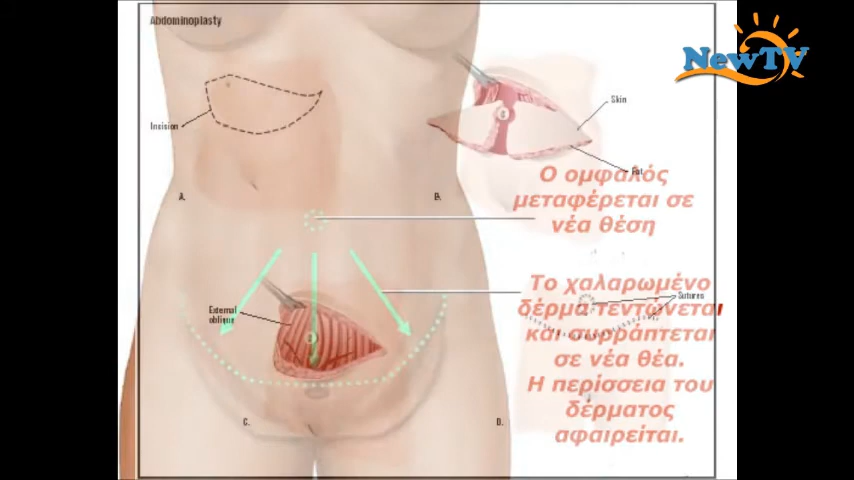 Abdominoplasty
NewTV
Skin
Incision
Fat
A.
B.
Ο ομφαλός
μεταφέρεται σε
νέα θέση
Το χαλαρωμένο
Sutures
δέρμα τεντώνεται
External
oblique
και συρράπτεται
σε νέα θέα.
Η περίσσεια του
δέρματος
αφαιρείται.
C.
D.